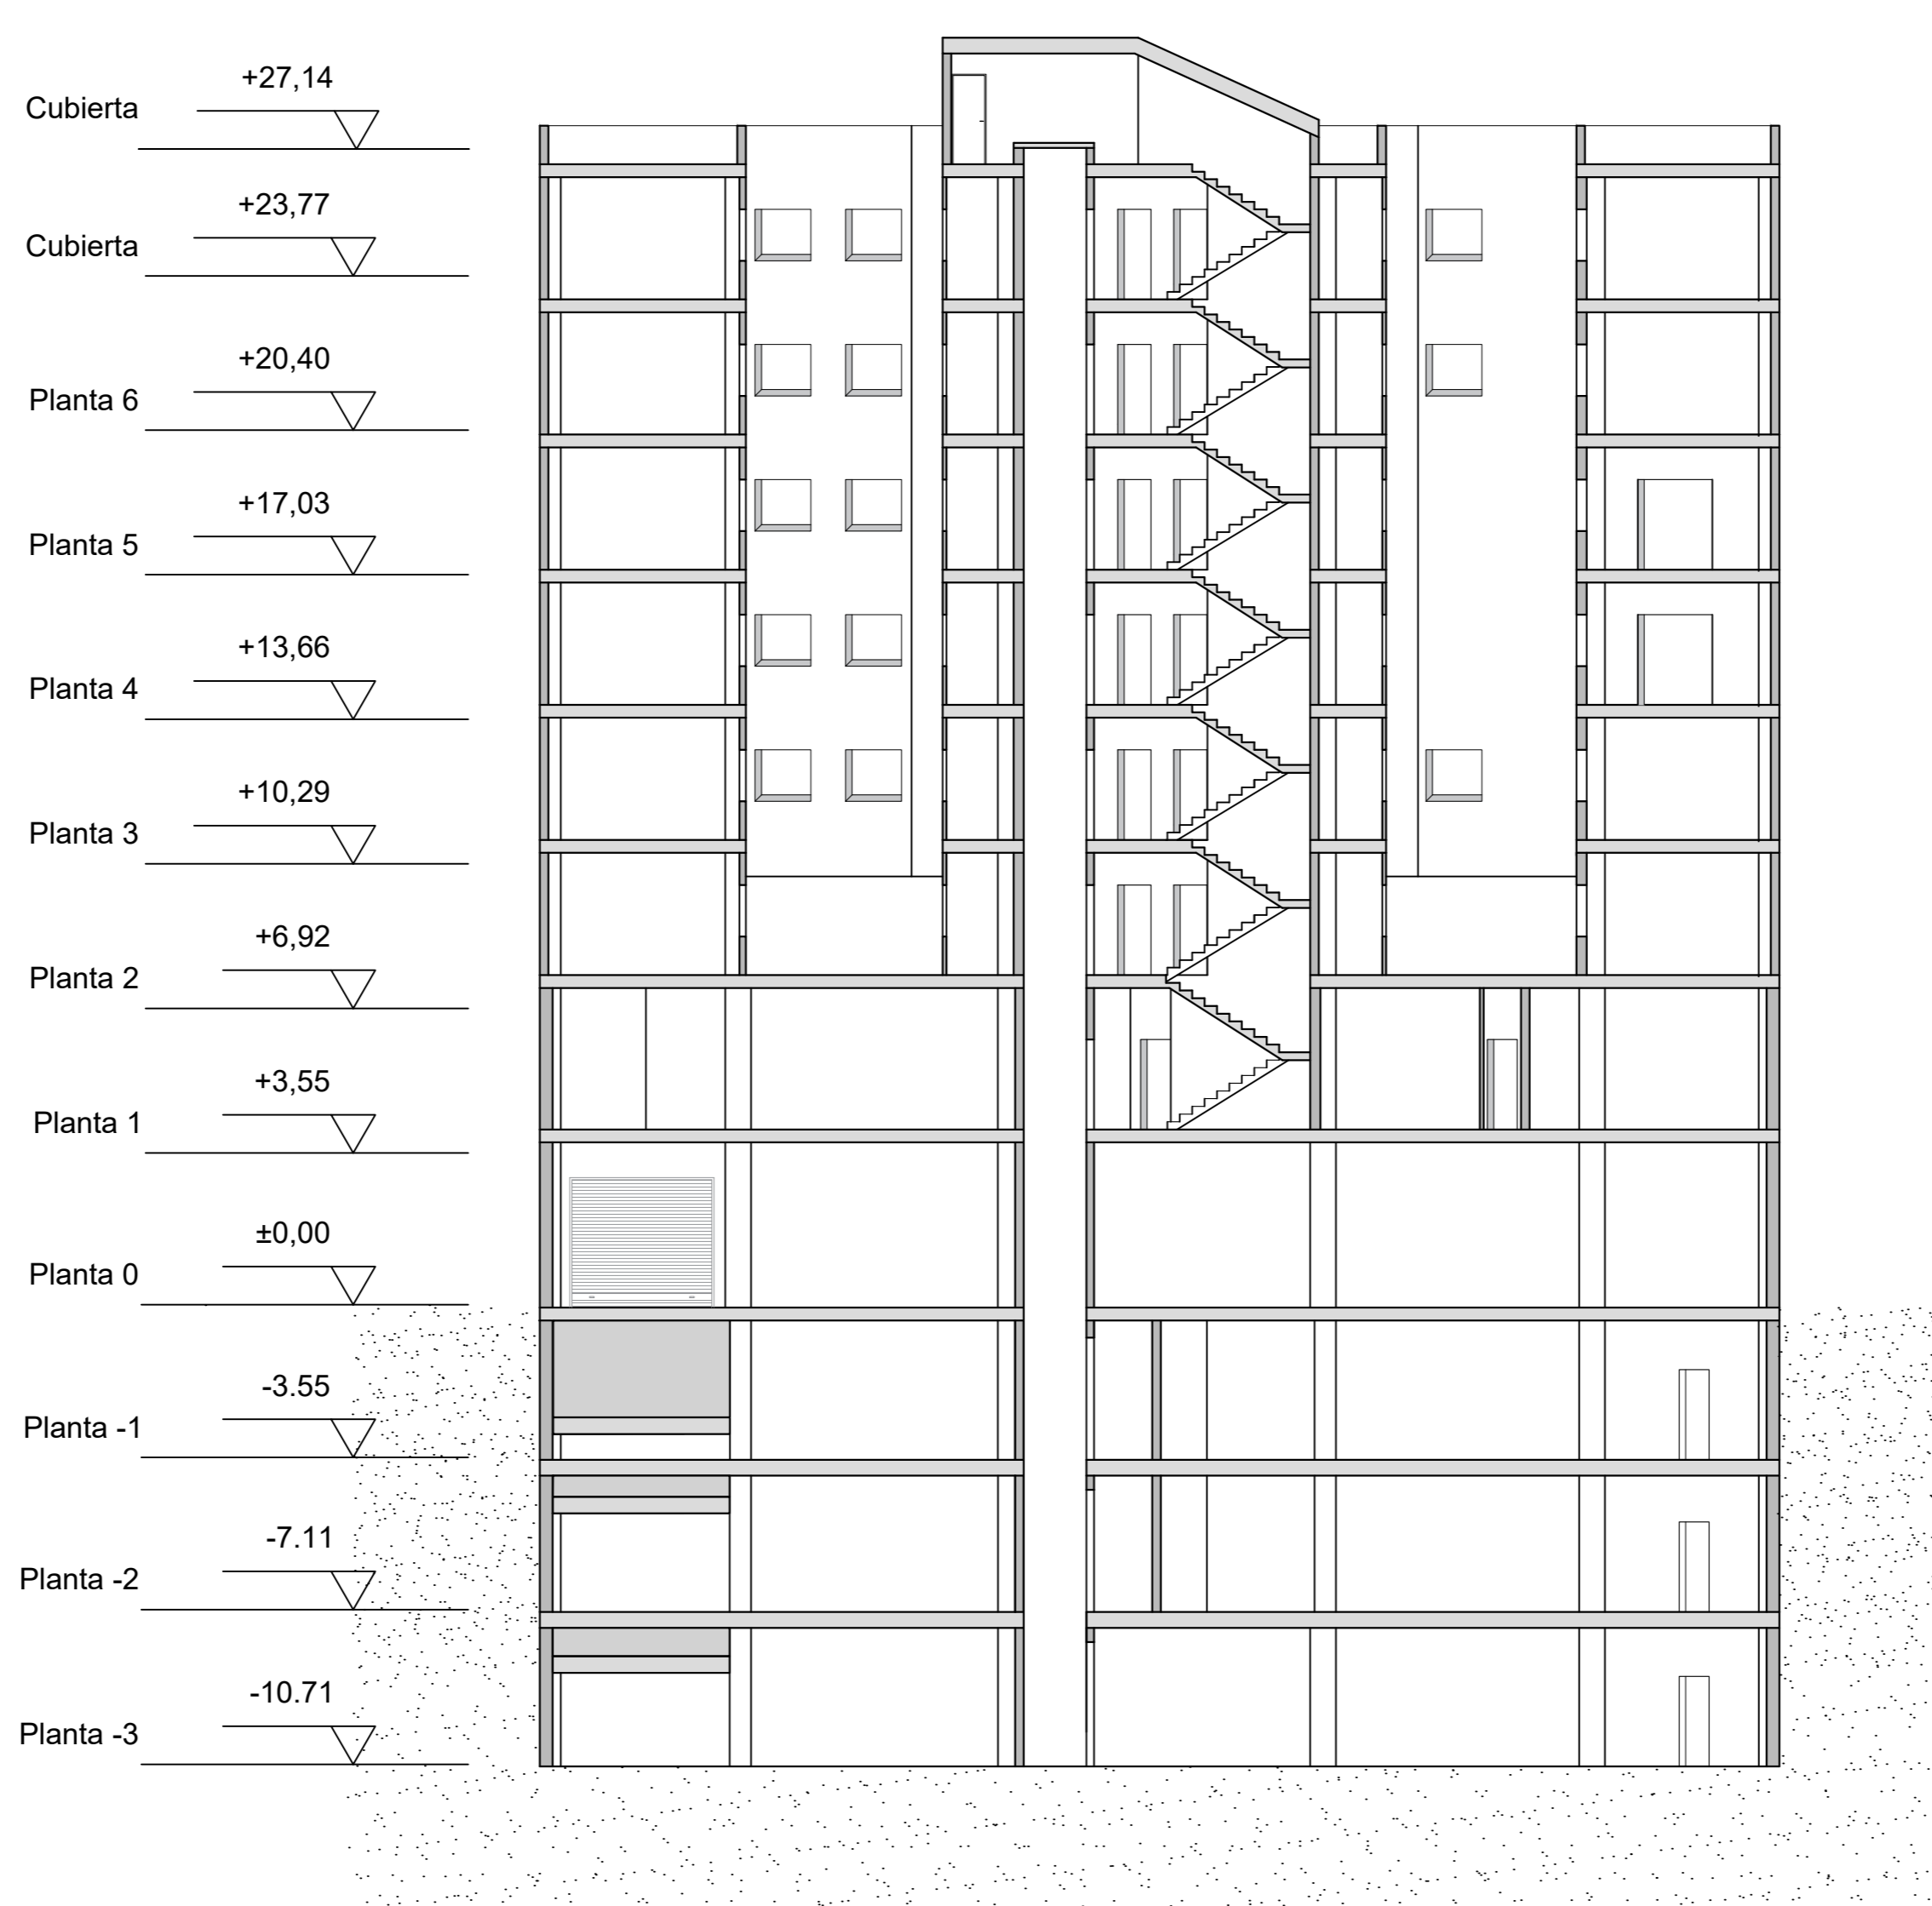 +27,14
Cubierta
+23,77
Cubierta
+20,40
Planta 6
+17,03
Planta 5
+13,66
Planta 4
+10,29
Planta 3
+6,92
Planta 2
+3,55
Planta 1
±0,00
Planta 0
-3.55
Planta -1
-7.11
Planta -2
-10.71
Planta -3